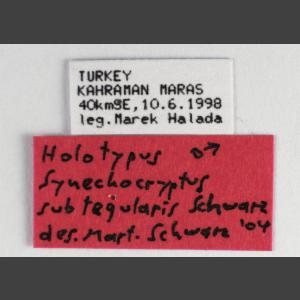 TURKEY
KAHRAMAN MARAS
40kmSE, 10.6.1998
leg. Marek Halada
Holotypus ♂
Synechocryptus
subtegularis Schwarz
des. Mart. Schwarz '04